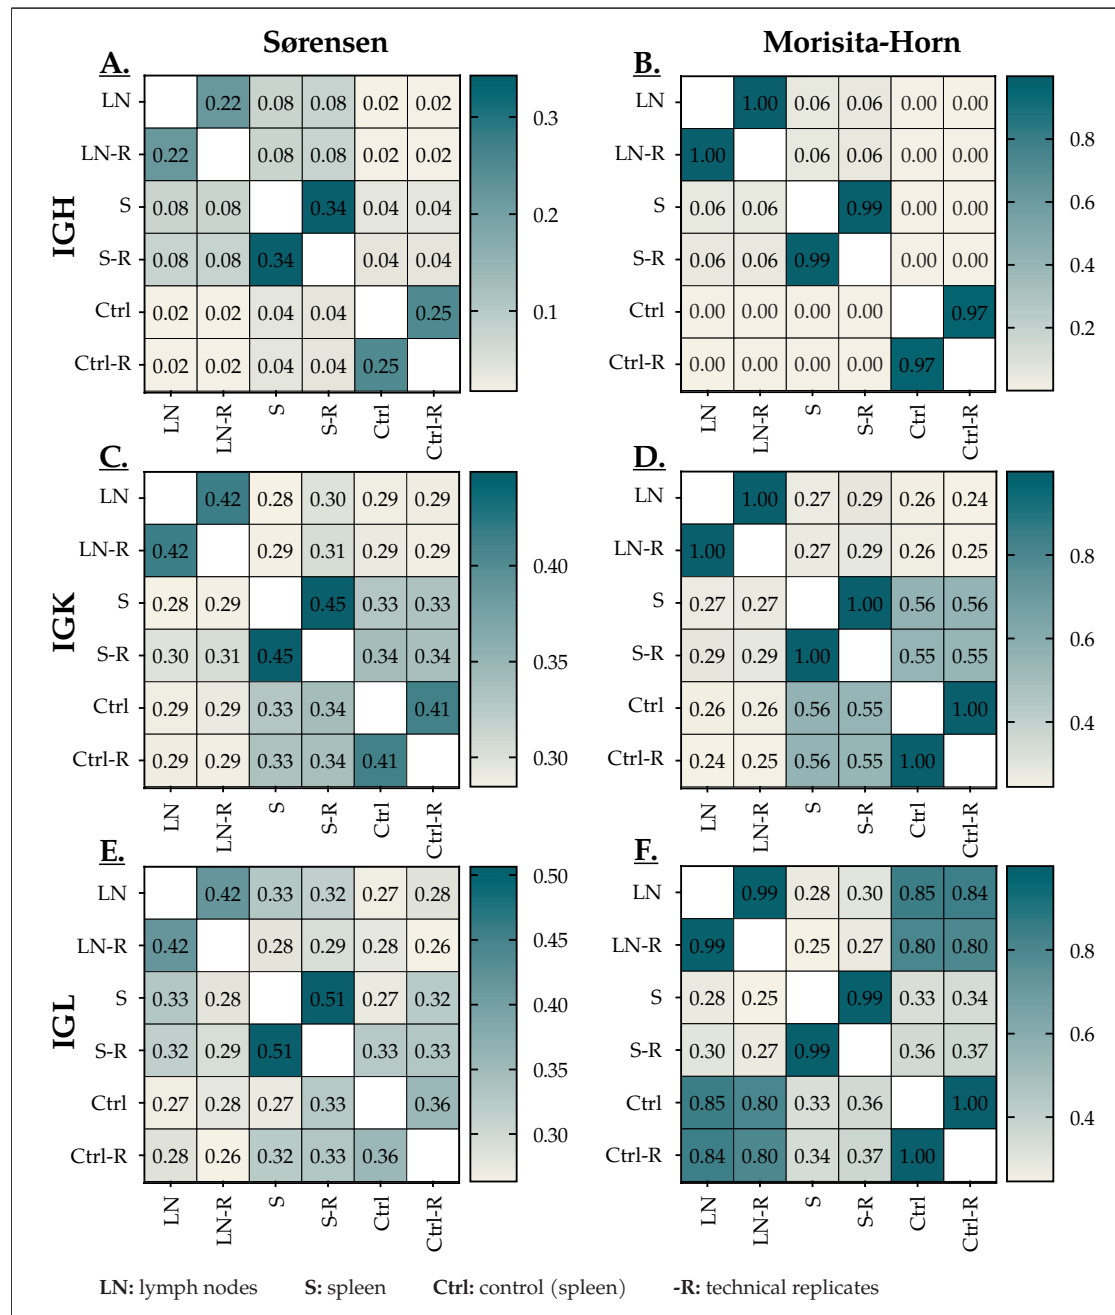 Sørensen Morisita-Horn
A. B.
LN 0.22 0.08 0.08 0.02 0.02
LN-R 0.22 0.08 0.08 0.02 0.02
S 0.08 0.08 0.34 0.04 0.04
S-R 0.08 0.08 0.34 0.04 0.04
Ctrl 0.02 0.02 0.04 0.04 0.25
Ctrl-R 0.02 0.02 0.04 0.04 0.25
LN LN-R S S-R Ctrl Ctrl-R
0.3
0.2
0.1
IGH
LN 1.00 0.06 0.06 0.00 0.00
LN-R 1.00 0.06 0.06 0.00 0.00
S 0.06 0.06 0.99 0.00 0.00
S-R 0.06 0.06 0.99 0.00 0.00
Ctrl 0.00 0.00 0.00 0.00 0.97
Ctrl-R 0.00 0.00 0.00 0.00 0.97
LN LN-R S S-R Ctrl Ctrl-R
0.8
0.6
0.4
0.2
C. D.
LN 0.42 0.28 0.30 0.29 0.29
LN-R 0.42 0.29 0.31 0.29 0.29
S 0.28 0.29 0.45 0.33 0.33
S-R 0.30 0.31 0.45 0.34 0.34
Ctrl 0.29 0.29 0.33 0.34 0.41
Ctrl-R 0.29 0.29 0.33 0.34 0.41
LN LN-R S S-R Ctrl Ctrl-R
0.40
0.35
0.30
IGK
LN 1.00 0.27 0.29 0.26 0.24
LN-R 1.00 0.27 0.29 0.26 0.25
S 0.27 0.27 1.00 0.56 0.56
S-R 0.29 0.29 1.00 0.55 0.55
Ctrl 0.26 0.26 0.56 0.55 1.00
Ctrl-R 0.24 0.25 0.56 0.55 1.00
LN LN-R S S-R Ctrl Ctrl-R
0.8
0.6
0.4
E. F.
LN 0.42 0.33 0.32 0.27 0.28
LN-R 0.42 0.28 0.29 0.28 0.26
S 0.33 0.28 0.51 0.27 0.32
S-R 0.32 0.29 0.51 0.33 0.33
Ctrl 0.27 0.28 0.27 0.33 0.36
Ctrl-R 0.28 0.26 0.32 0.33 0.36
LN LN-R S S-R Ctrl Ctrl-R
0.50
0.45
0.40
0.35
0.30
IGL
LN 0.99 0.28 0.30 0.85 0.84
LN-R 0.99 0.25 0.27 0.80 0.80
S 0.28 0.25 0.99 0.33 0.34
S-R 0.30 0.27 0.99 0.36 0.37
Ctrl 0.85 0.80 0.33 0.36 1.00
Ctrl-R 0.84 0.80 0.34 0.37 1.00
LN LN-R S S-R Ctrl Ctrl-R
0.8
0.6
0.4
LN: lymph nodes S: spleen Ctrl: control (spleen) -R: technical replicates